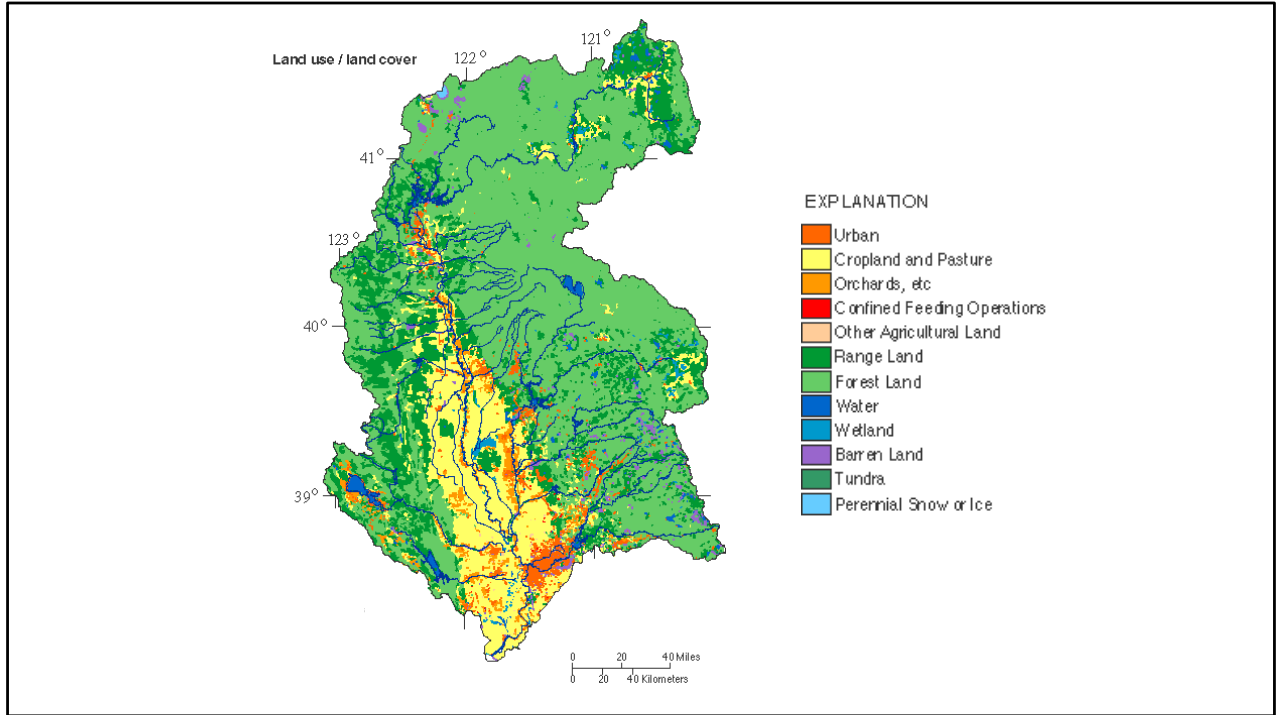 Land use / land cover
122°
121°
41°
123°
40°
39°
EXPLANATION
Urban
Cropland and Pasture
Orchards, etc
Confined Feeding Operations
Other Agricultural Land
Range Land
Forest Land
Water
Wetland
Barren Land
Tundra
Perennial Snow or Ice
0 20 40 Miles
0 20 40 Kilometers